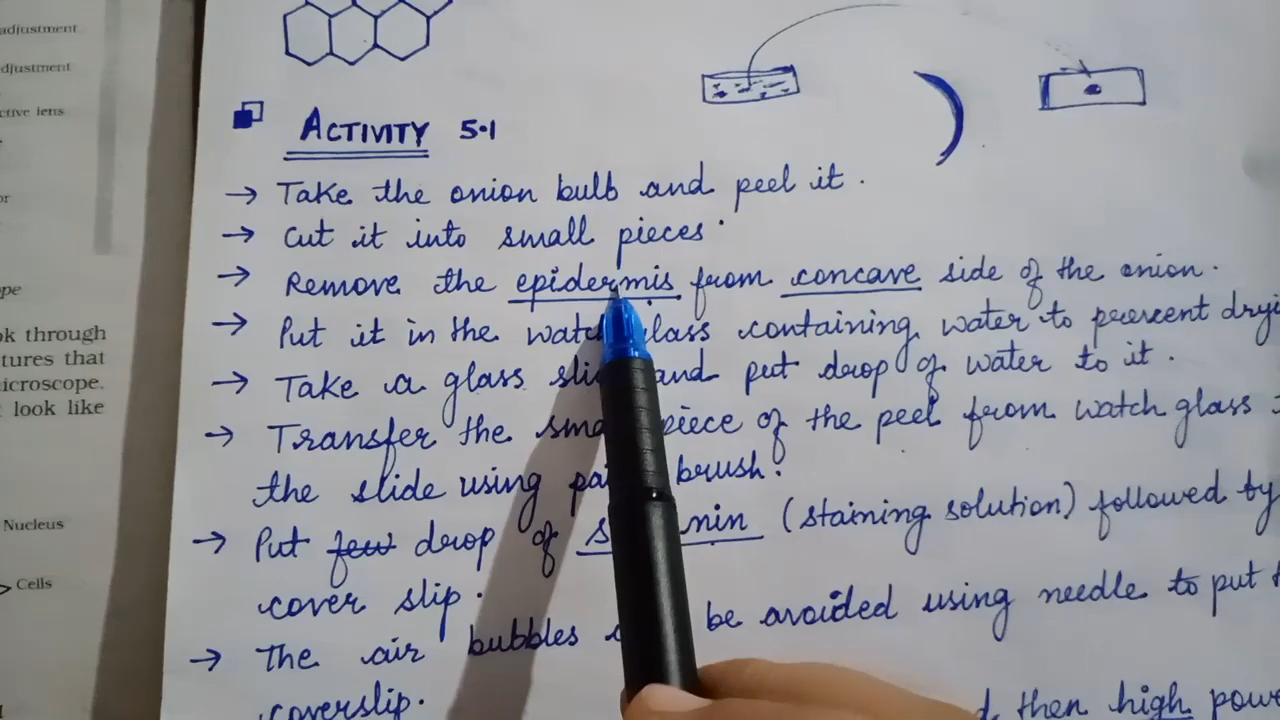 adjustment
djustment
ctive lens
or
pe
ok through
tures that
icroscope.
look like
Nucleus
Cells
ACTIVITY 5.1
→ Take the onion bulb and peel it.
→ Cut it into small pieces.
→ Remove the epidermis from concave side of the onion.
→ Put it in the watch glass containing water to prevent dryi
→ Take a glass sli and put drop of water to it.
→ Transfer the sma piece of the peel from watch glass
the slide using pai brush.
→ Put few drop of s nin (staining solution) followed by
cover slip.
→ The air bubbles be avoided using needle to put
coverslip.
then high powe